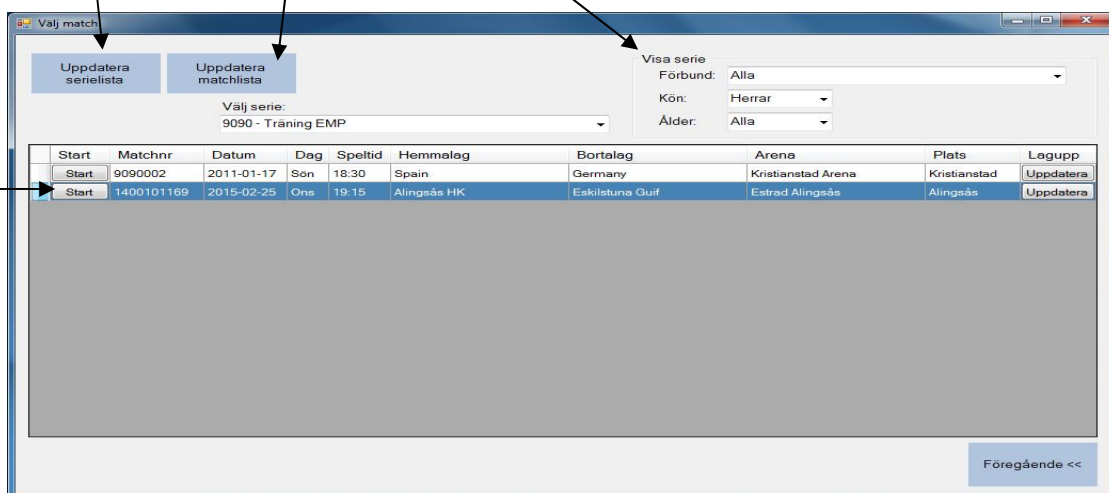 Välj match
Uppdatera
serielista
Uppdatera
matchlista
Välj serie:
9090 - Träning EMP
Visa serie
Förbund: Alla
Kön: Herrar
Ålder: Alla
Start Matchnr Datum Dag Speltid Hemmalag Bortalag Arena Plats Lagupp
Start 9090002 2011-01-17 Sön 18:30 Spain Germany Kristianstad Arena Kristianstad Uppdatera
Start 1400101169 2015-02-25 Ons 19:15 Alingsås HK Eskilstuna Guif Estrad Alingsås Alingsås Uppdatera
Föregående <<